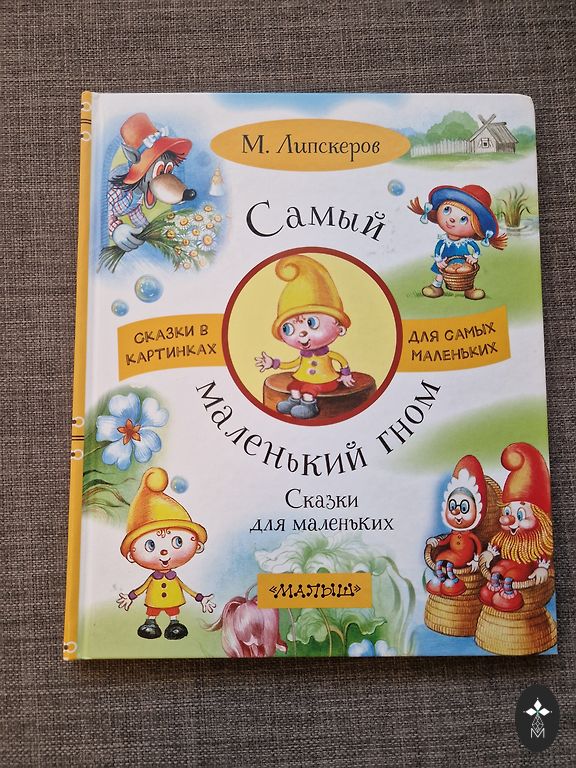 М. Липскеров
Самый
СКАЗКИ В
КАРТИНКАХ
ДЛЯ САМЫХ
МАЛЕНЬКИХ
маленький гном
Сказки
для маленьких
«МАЛЫШ»
M